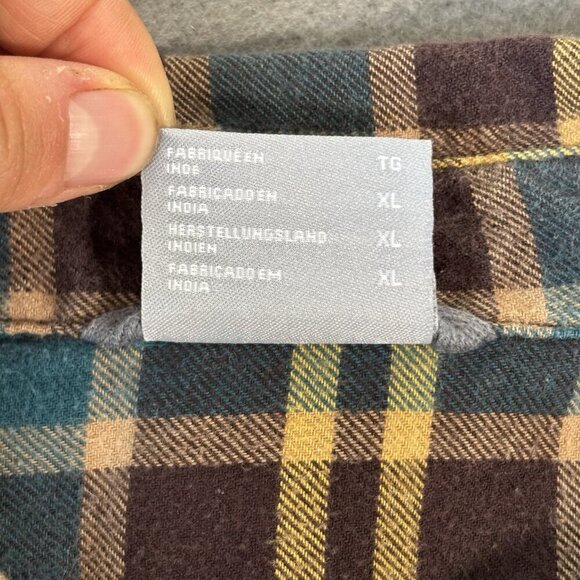 FABRIQUÉ EN TG
INDE
FABRICADO EN XL
INDIA
HERSTELLUNGSLAND XL
INDIEN
FABRICADO EM XL
INDIA